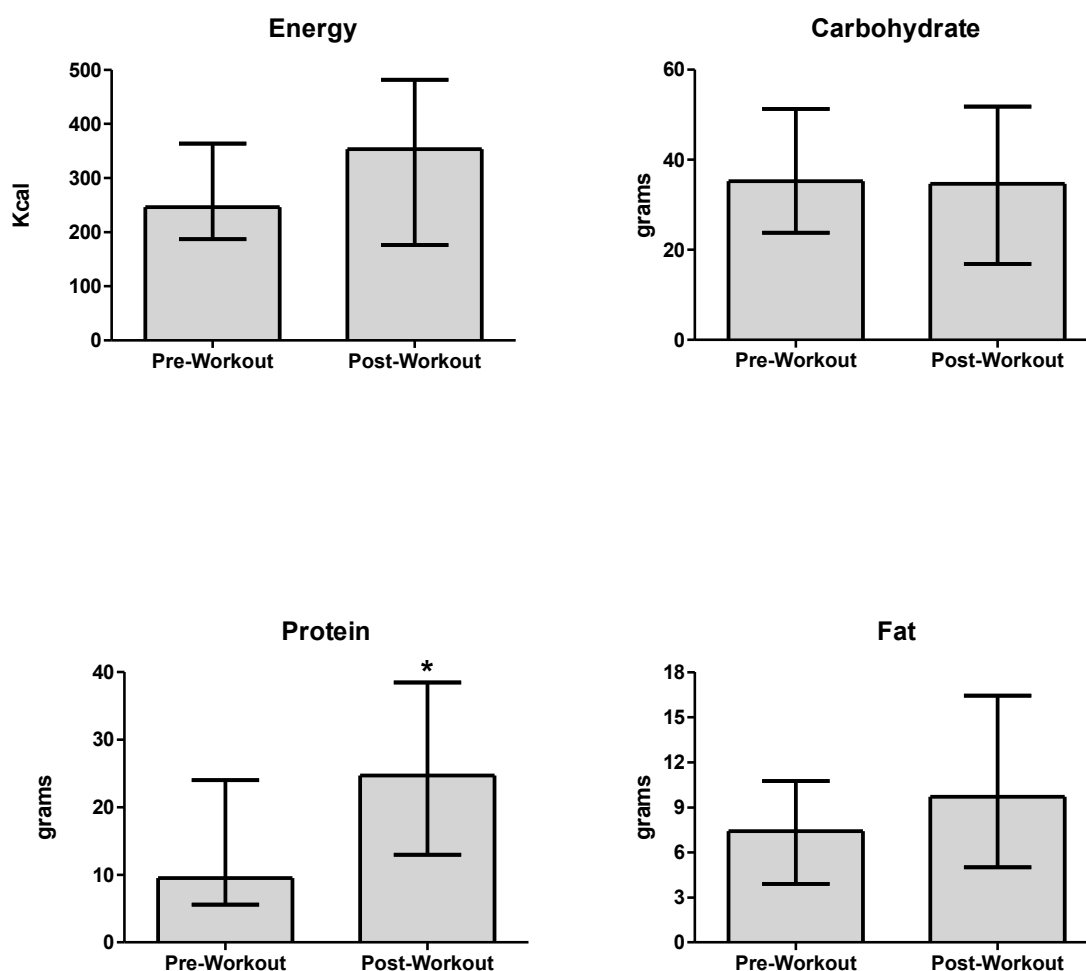 Energy
500
400
300
200
100
0
Kcal
Pre-Workout Post-Workout
Carbohydrate
60
40
20
0
grams
Pre-Workout Post-Workout
Protein
40
30
20
10
0
grams
*
Pre-Workout Post-Workout
Fat
18
15
12
9
6
3
0
grams
Pre-Workout Post-Workout